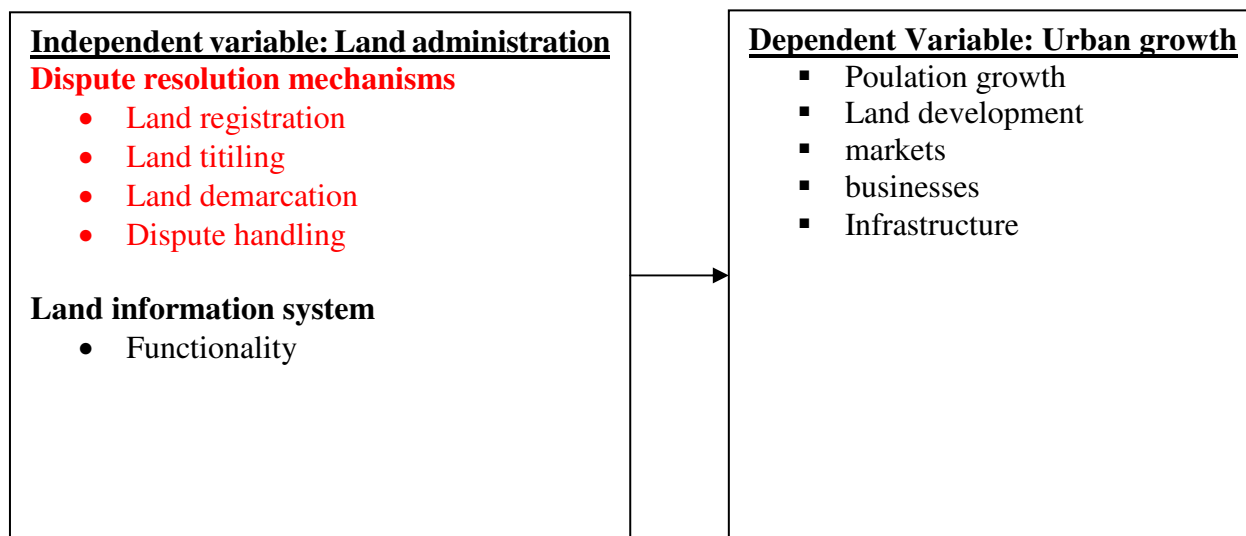 Independent variable: Land administration
Dispute resolution mechanisms
• Land registration
• Land titiling
• Land demarcation
• Dispute handling
Land information system
• Functionality
Dependent Variable: Urban growth
▪ Poulation growth
▪ Land development
▪ markets
▪ businesses
▪ Infrastructure